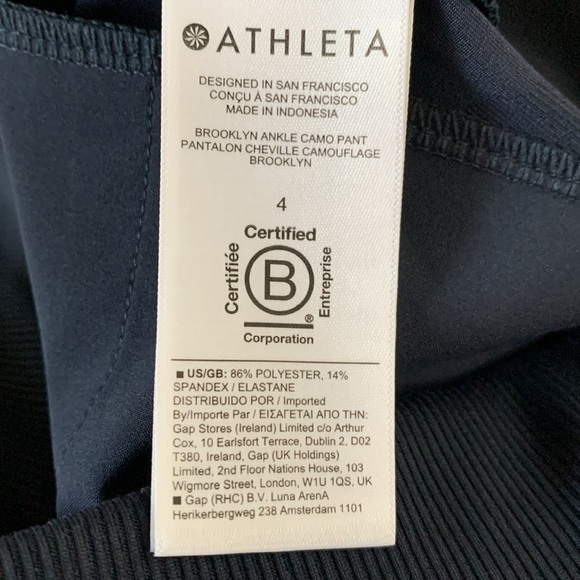 ATHLETA
DESIGNED IN SAN FRANCISCO
CONÇU À SAN FRANCISCO
MADE IN INDONESIA
BROOKLYN ANKLE CAMO PANT
PANTALON CHEVILLE CAMOUFLAGE
BROOKLYN
4
Certified
Certifiée
B
Entreprise
®
Corporation
■ US/GB: 86% POLYESTER, 14%
SPANDEX / ELASTANE
DISTRIBUIDO POR / Imported
By/Importe Par / ΕΙΣΑΓΕΤΑΙ ΑΠΟ ΤΗΝ:
Gap Stores (Ireland) Limited c/o Arthur
Cox, 10 Earlsfort Terrace, Dublin 2, D02
T380, Ireland, Gap (UK Holdings)
Limited, 2nd Floor Nations House, 103
Wigmore Street, London, W1U 1QS, UK
■ Gap (RHC) B.V. Luna ArenA
Herikerbergweg 238 Amsterdam 1101